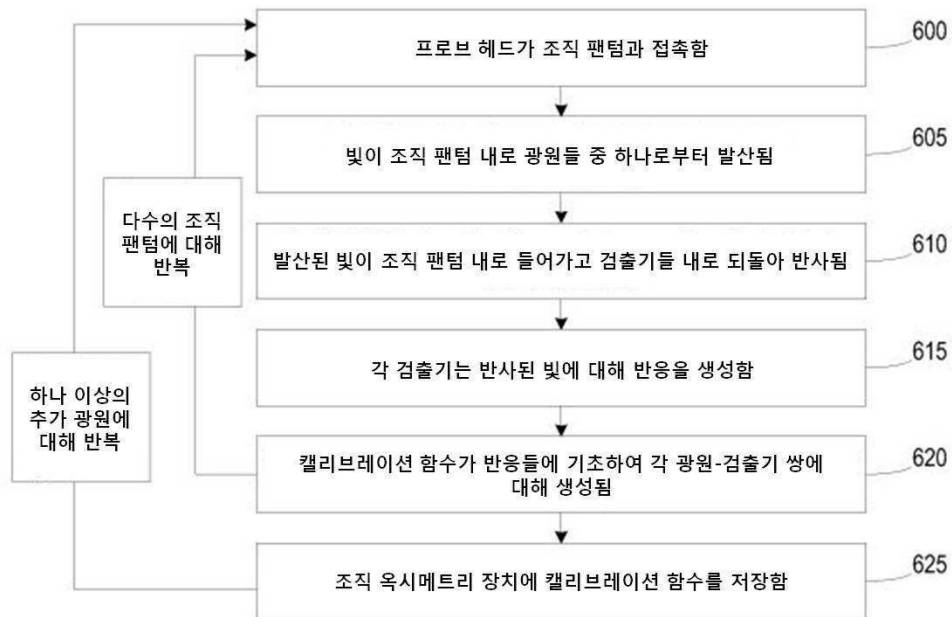 프로브 헤드가 조직 팬텀과 접촉함
600
빛이 조직 팬텀 내로 광원들 중 하나로부터 발산됨
605
발산된 빛이 조직 팬텀 내로 들어가고 검출기들 내로 되돌아 반사됨
610
각 검출기는 반사된 빛에 대해 반응을 생성함
615
캘리브레이션 함수가 반응들에 기초하여 각 광원-검출기 쌍에
대해 생성됨
620
조직 옥시메트리 장치에 캘리브레이션 함수를 저장함
625
다수의 조직
팬텀에 대해
반복
하나 이상의
추가 광원에
대해 반복